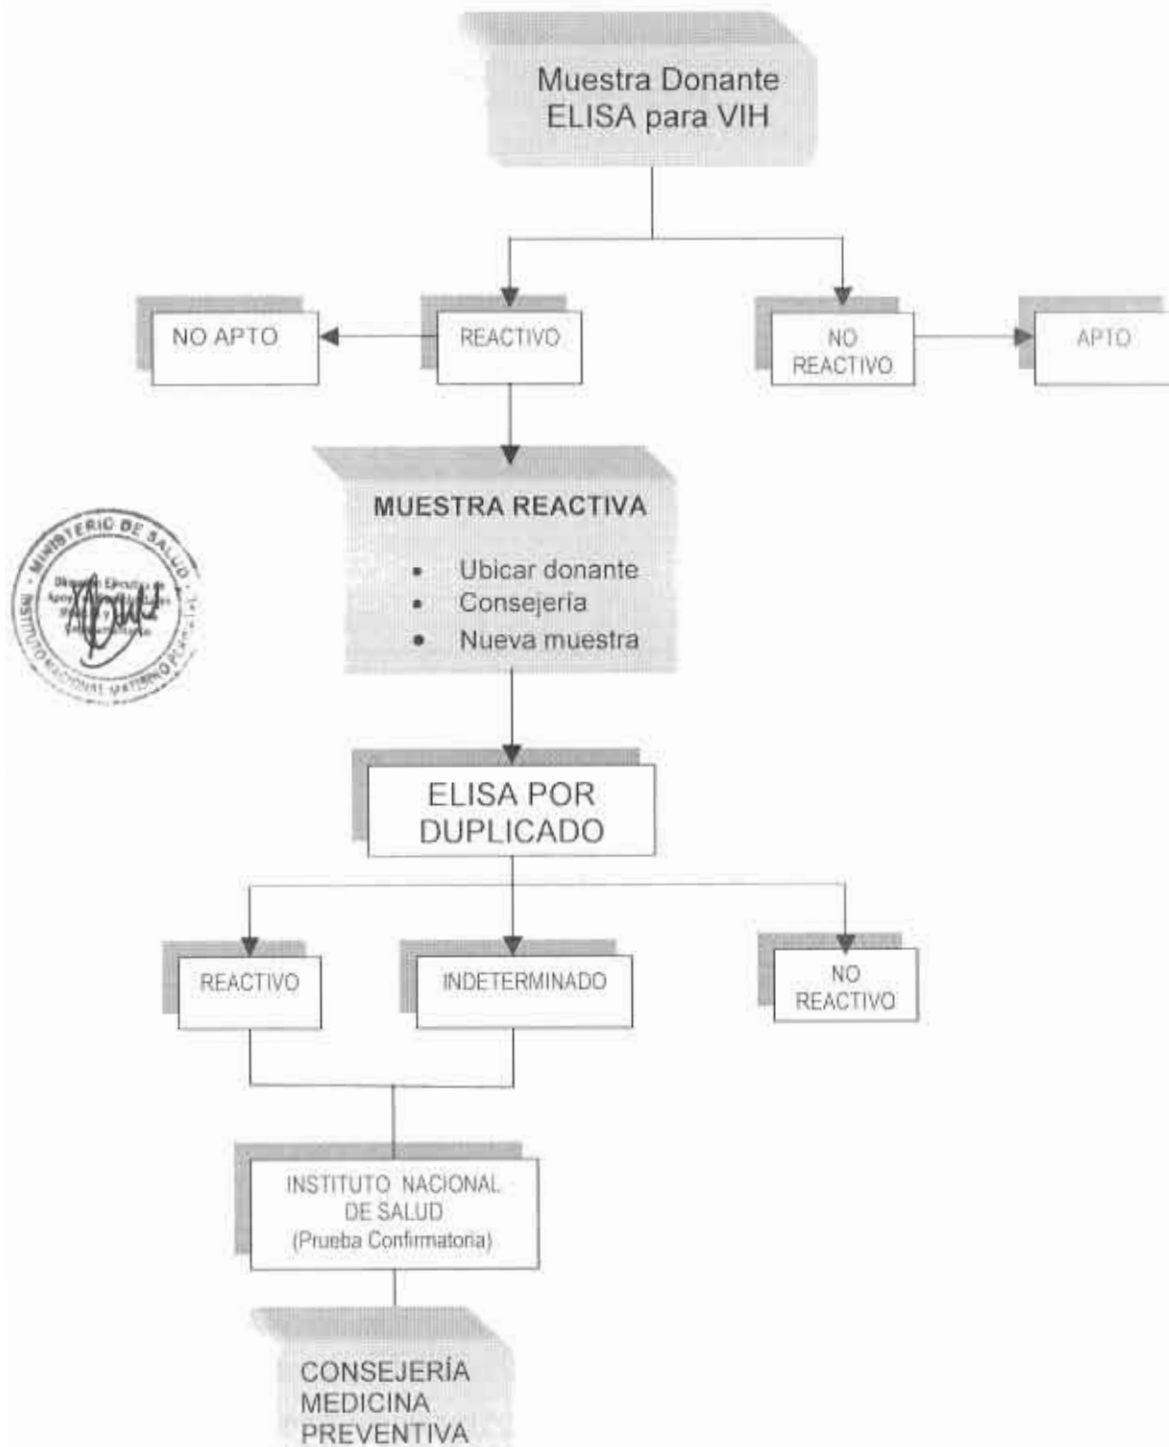 Muestra Donante
ELISA para VIH
NO APTO
REACTIVO
NO
REACTIVO
APTO
MUESTRA REACTIVA
• Ubicar donante
• Consejería
• Nueva muestra
MINISTERIO DE SALUD
INSTITUTO NACIONAL MATERNO
ELISA POR
DUPLICADO
REACTIVO
INDETERMINADO
NO
REACTIVO
INSTITUTO NACIONAL
DE SALUD
(Prueba Confirmatoria)
CONSEJERÍA
MEDICINA
PREVENTIVA